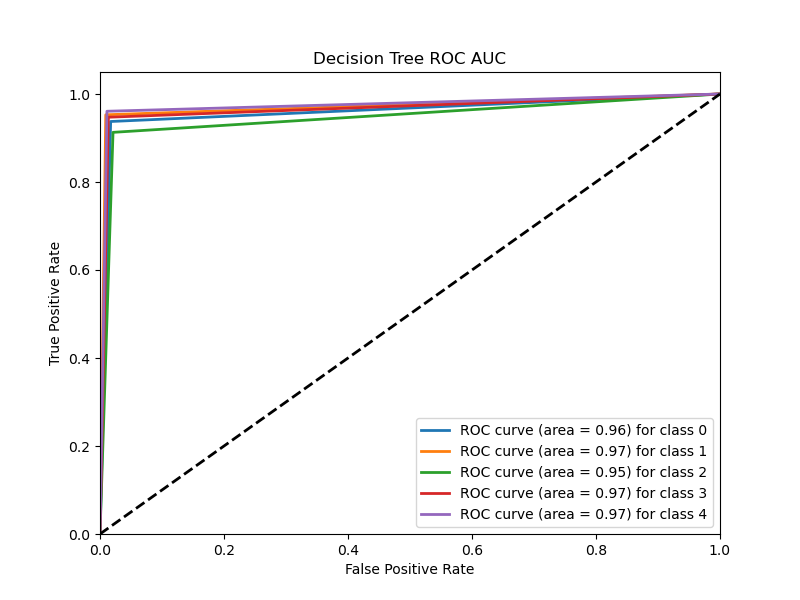 Decision Tree ROC AUC
True Positive Rate
1.0
0.8
0.6
0.4
0.2
0.0
ROC curve (area = 0.96) for class 0
ROC curve (area = 0.97) for class 1
ROC curve (area = 0.95) for class 2
ROC curve (area = 0.97) for class 3
ROC curve (area = 0.97) for class 4
0.0 0.2 0.4 0.6 0.8 1.0
False Positive Rate